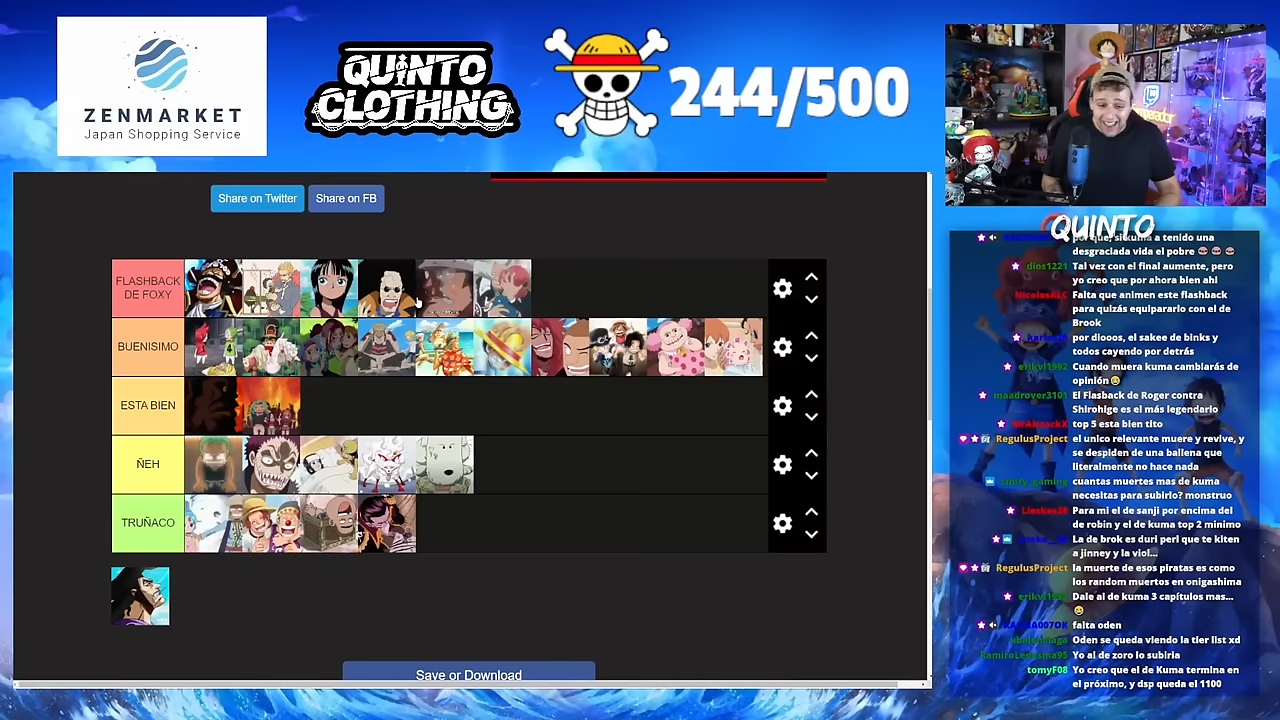 ZENMARKET
Japan Shopping Service
QUINTO
CLOTHING
244/500
Share on Twitter
Share on FB
FLASHBACK
DE FOXY
BUENISIMO
ESTA BIEN
ÑEH
TRUÑACO
Save or Download
QUINTO
a tenido una
desgraciada vida el pobre
dios1221 Tal vez con el final aumente, pero
yo creo que por ahora bien ahi
Falta que animen este flashback
para quizás equipararlo con el de
Brook
por diooos, el sakee de binks y
todos cayendo por detrás
erikvl1992 Cuando muera kuma cambiarás de
opinión
maadrover3101 El Flasback de Roger contra
Shirohige es el más legendario
top 5 esta bien tito
RegulusProject el unico relevante muere y revive, y
se despiden de una ballena que
literalmente no hace nada
cuantas muertes mas de kuma
necesitas para subirlo? monstruo
Para mi el de sanji por encima del
de robin y el de kuma top 2 minimo
La de brok es duri perl que te kiten
a jinney y la viol...
RegulusProject la muerte de esos piratas es como
los random muertos en onigashima
Dale al de kuma 3 capítulos mas...
falta oden
Oden se queda viendo la tier list xd
RamiroLedesma95 Yo al de zoro lo subiria
tomyF08 Yo creo que el de Kuma termina en
el próximo, y dsp queda el 1100